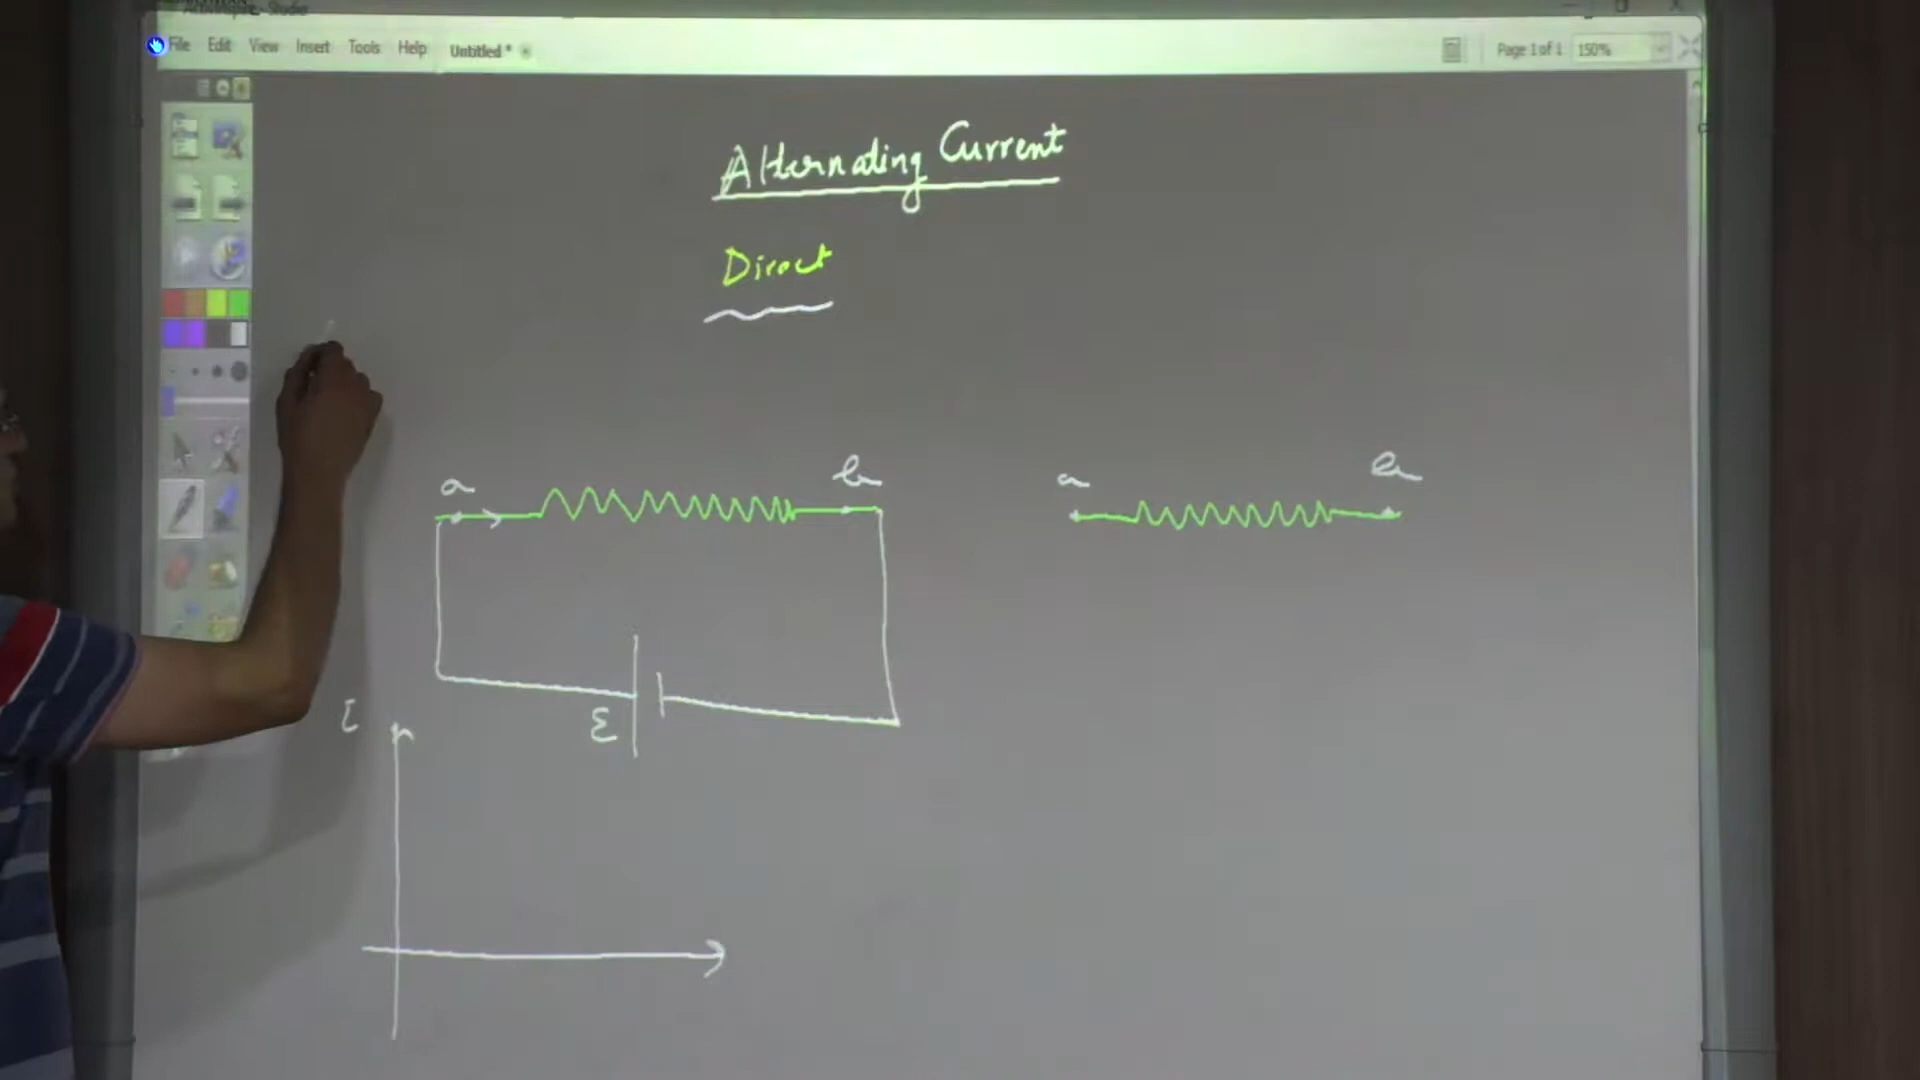 File Edit View Insert Tools Help Untitled * Page 1 of 1 150%
Alternating Current
Direct
a b a b
ε
i